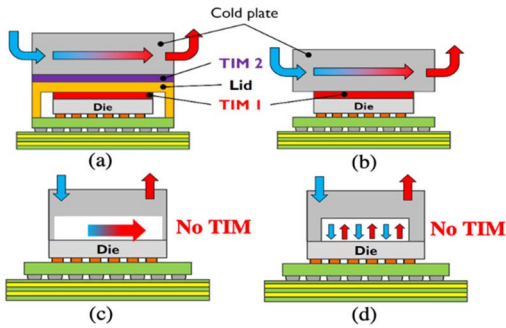 Cold plate
TIM 2
Lid
TIM 1
Die
Die
(a)
(b)
No TIM
No TIM
Die
Die
(c)
(d)